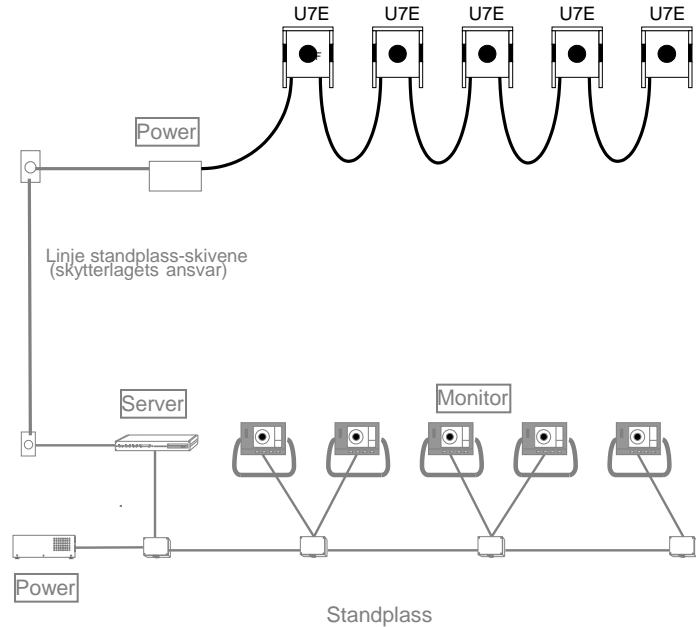 U7E U7E U7E U7E U7E
Power
Linje standplass-skivene
(skytterlagets ansvar)
Server
Monitor
Power
Standplass